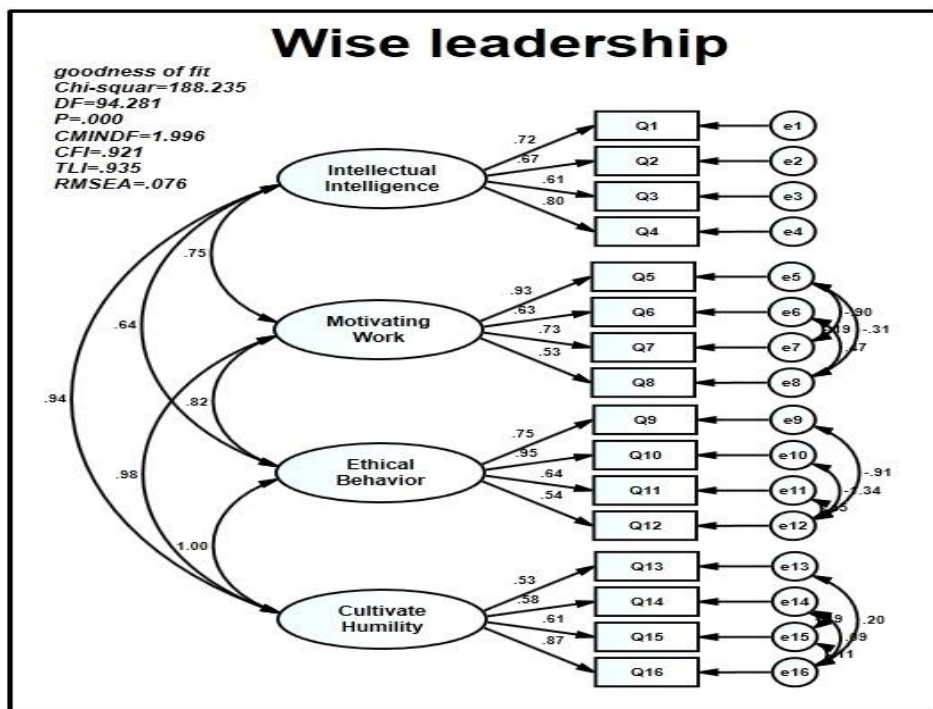 Wise leadership
goodness of fit
Chi-squar=188.235
DF=94.281
P=.000
CMINDF=1.996
CFI=.921
TLI=.935
RMSEA=.076
Intellectual
Intelligence
.72
.67
.61
.80
Q1
e1
Q2
e2
Q3
e3
Q4
e4
.75
.64
.94
Motivating
Work
.93
.63
.73
.53
Q5
e5
Q6
e6
Q7
e7
Q8
e8
-.90
-.31
.47
.82
.98
Ethical
Behavior
.75
.95
.64
.54
Q9
e9
Q10
e10
Q11
e11
Q12
e12
-.91
-1.34
1.00
Cultivate
Humility
.53
.58
.61
.87
Q13
e13
Q14
e14
Q15
e15
Q16
e16
.20